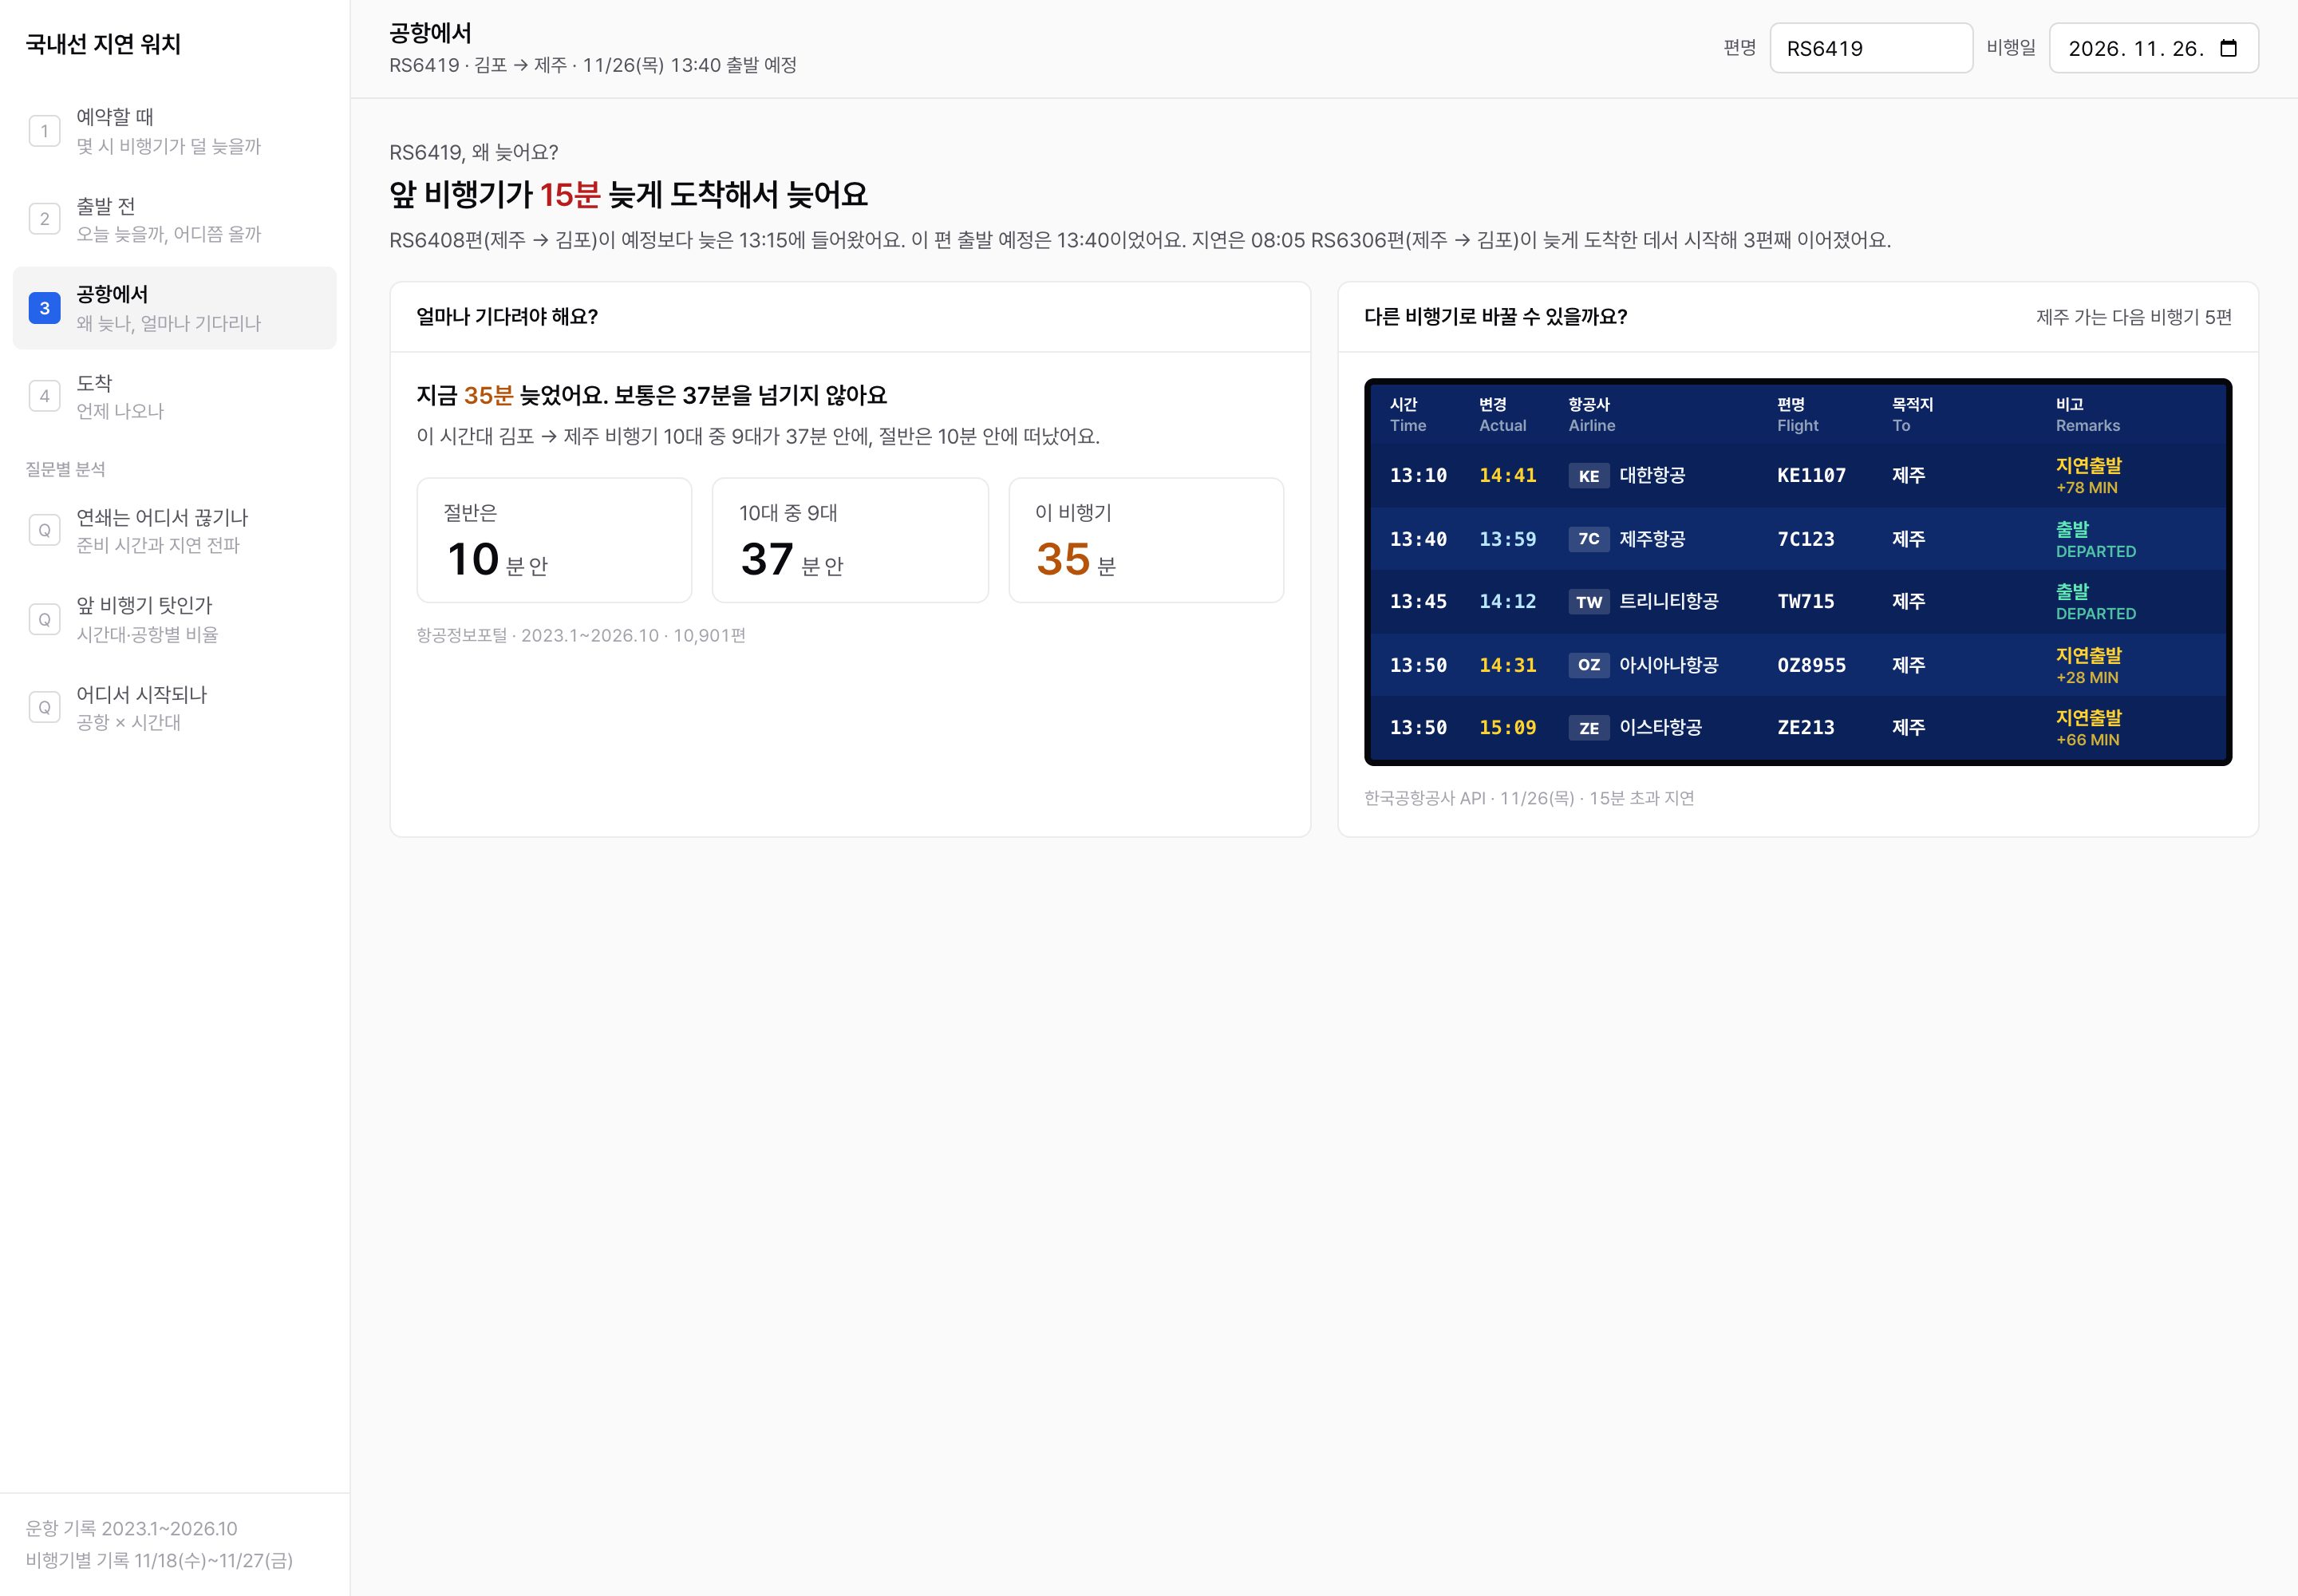 국내선 지연 워치
1
예약할 때
몇 시 비행기가 덜 늦을까
2
출발 전
오늘 늦을까, 어디쯤 올까
3
공항에서
왜 늦나, 얼마나 기다리나
4
도착
언제 나오나
질문별 분석
Q
연쇄는 어디서 끊기나
준비 시간과 지연 전파
Q
앞 비행기 탓인가
시간대·공항별 비율
Q
어디서 시작되나
공항 × 시간대
운항 기록 2023.1~2026.10
비행기별 기록 11/18(수)~11/27(금)
공항에서
RS6419 · 김포 → 제주 · 11/26(목) 13:40 출발 예정
편명 RS6419 비행일 2026. 11. 26.
RS6419, 왜 늦어요?
앞 비행기가 15분 늦게 도착해서 늦어요
RS6408편(제주 → 김포)이 예정보다 늦은 13:15에 들어왔어요. 이 편 출발 예정은 13:40이었어요. 지연은 08:05 RS6306편(제주 → 김포)이 늦게 도착한 데서 시작해 3편째 이어졌어요.
얼마나 기다려야 해요?
지금 35분 늦었어요. 보통은 37분을 넘기지 않아요
이 시간대 김포 → 제주 비행기 10대 중 9대가 37분 안에, 절반은 10분 안에 떠났어요.
절반은
10 분 안
10대 중 9대
37 분 안
이 비행기
35 분
항공정보포털 · 2023.1~2026.10 · 10,901편
다른 비행기로 바꿀 수 있을까요?
제주 가는 다음 비행기 5편
시간 변경 항공사 편명 목적지 비고
Time Actual Airline Flight To Remarks
13:10 14:41 KE 대한항공 KE1107 제주 지연출발
+78 MIN
13:40 13:59 7C 제주항공 7C123 제주 출발
DEPARTED
13:45 14:12 TW 트리니티항공 TW715 제주 출발
DEPARTED
13:50 14:31 OZ 아시아나항공 OZ8955 제주 지연출발
+28 MIN
13:50 15:09 ZE 이스타항공 ZE213 제주 지연출발
+66 MIN
한국공항공사 API · 11/26(목) · 15분 초과 지연